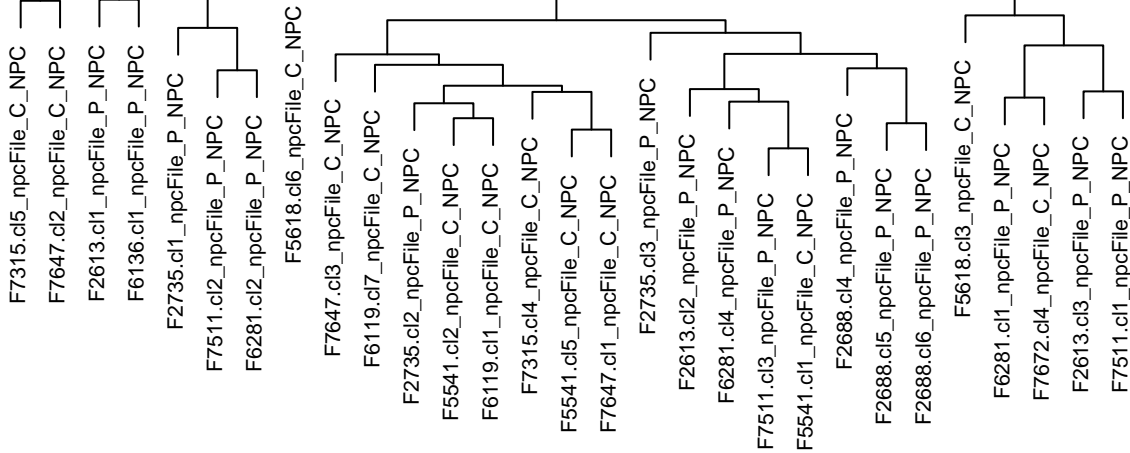 F7315.cl5_npcFile_C_NPC
F7647.cl2_npcFile_C_NPC
F2613.cl1_npcFile_P_NPC
F6136.cl1_npcFile_P_NPC
F2735.cl1_npcFile_P_NPC
F7511.cl2_npcFile_P_NPC
F6281.cl2_npcFile_P_NPC
F5618.cl6_npcFile_C_NPC
F7647.cl3_npcFile_C_NPC
F6119.cl7_npcFile_C_NPC
F2735.cl2_npcFile_P_NPC
F5541.cl2_npcFile_C_NPC
F6119.cl1_npcFile_C_NPC
F7315.cl4_npcFile_C_NPC
F5541.cl5_npcFile_C_NPC
F7647.cl1_npcFile_C_NPC
F2735.cl3_npcFile_P_NPC
F2613.cl2_npcFile_P_NPC
F6281.cl4_npcFile_P_NPC
F7511.cl3_npcFile_P_NPC
F5541.cl1_npcFile_C_NPC
F2688.cl4_npcFile_P_NPC
F2688.cl5_npcFile_P_NPC
F2688.cl6_npcFile_P_NPC
F5618.cl3_npcFile_C_NPC
F6281.cl1_npcFile_P_NPC
F7672.cl4_npcFile_C_NPC
F2613.cl3_npcFile_P_NPC
F7511.cl1_npcFile_P_NPC